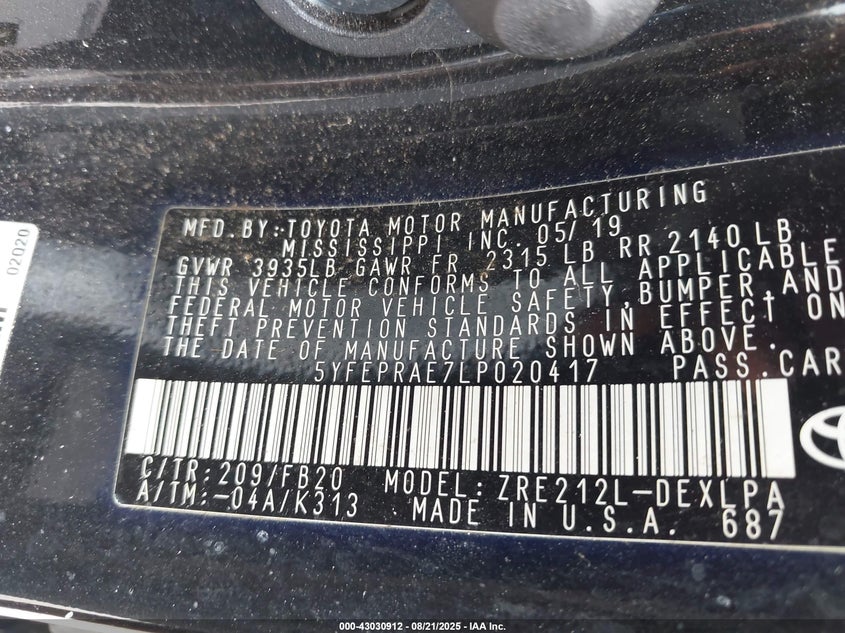 MFD.BY:TOYOTA MOTOR MANUFACTURING
MISSISSIPPI INC. 05/19
GVWR 3935LB GAWR FR 2315 LB RR 2140 LB
THIS VEHICLE CONFORMS TO ALL APPLICABLE
FEDERAL MOTOR VEHICLE SAFETY,BUMPER,AND
THEFT PREVENTION STANDARDS IN EFFECT ON
THE DATE OF MANUFACTURE SHOWN ABOVE.
5YFEPRAE7LP020417 PASS.CAR
C/TR:209/FB20 MODEL:ZRE212L-DEXLPA
A/TM:-04A/K313 MADE IN U.S.A. 687
02020
000-43030912 - 08/21/2025 - IAA Inc.